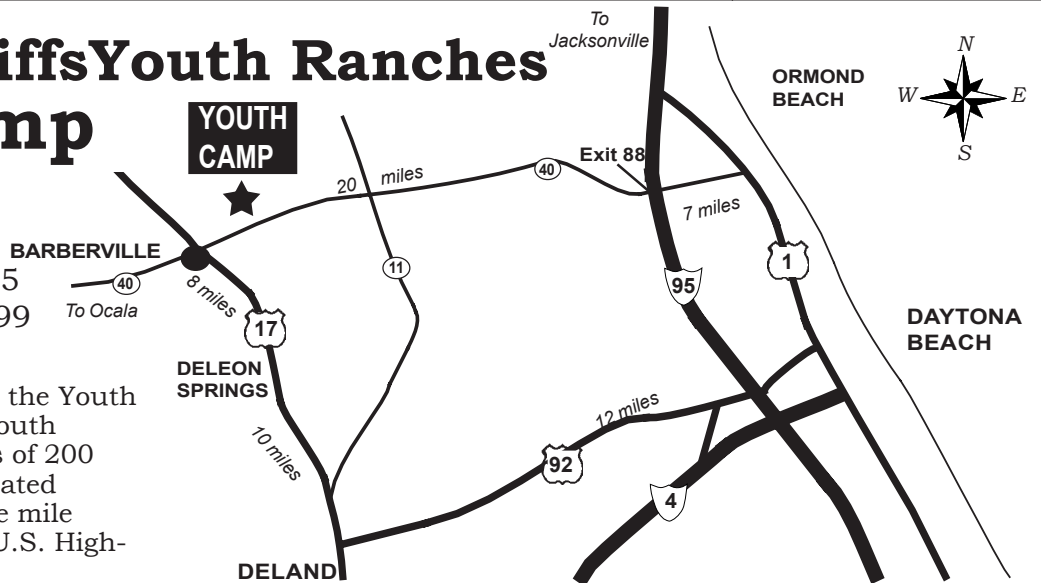 iffsYouth Ranches
mp
5
99
the Youth
outh
s of 200
ated
e mile
U.S. High-
To
Jacksonville
ORMOND
BEACH
N
W E
S
YOUTH
CAMP
Exit 88
20 miles
40
7 miles
BARBERVILLE
40
To Ocala
8 miles
11
1
95
17
DAYTONA
BEACH
DELEON
SPRINGS
12 miles
10 miles
92
4
DELAND